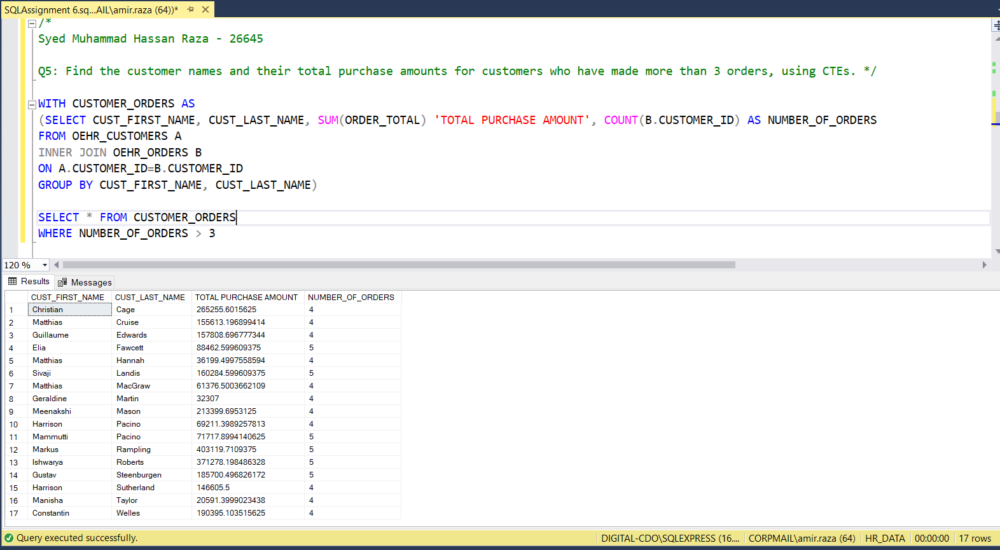 SQLAssignment 6.sq...AIL\amir.raza (64))*
/*
Syed Muhammad Hassan Raza - 26645
Q5: Find the customer names and their total purchase amounts for customers who have made more than 3 orders, using CTEs. */
WITH CUSTOMER_ORDERS AS
(SELECT CUST_FIRST_NAME, CUST_LAST_NAME, SUM(ORDER_TOTAL) 'TOTAL PURCHASE AMOUNT', COUNT(B.CUSTOMER_ID) AS NUMBER_OF_ORDERS
FROM OEHR_CUSTOMERS A
INNER JOIN OEHR_ORDERS B
ON A.CUSTOMER_ID=B.CUSTOMER_ID
GROUP BY CUST_FIRST_NAME, CUST_LAST_NAME)
SELECT * FROM CUSTOMER_ORDERS
WHERE NUMBER_OF_ORDERS > 3
120 %
Results Messages
CUST_FIRST_NAME CUST_LAST_NAME TOTAL PURCHASE AMOUNT NUMBER_OF_ORDERS
1 Christian Cage 265255.6015625 4
2 Matthias Cruise 155613.196899414 4
3 Guillaume Edwards 157808.696777344 4
4 Elia Fawcett 88462.599609375 5
5 Matthias Hannah 36199.4997558594 4
6 Sivaji Landis 160284.599609375 5
7 Matthias MacGraw 61376.5003662109 4
8 Geraldine Martin 32307 4
9 Meenakshi Mason 213399.6953125 4
10 Harrison Pacino 69211.3989257813 4
11 Mammutti Pacino 71717.8994140625 5
12 Markus Rampling 403119.7109375 5
13 Ishwarya Roberts 371278.198486328 5
14 Gustav Steenburgen 185700.496826172 5
15 Harrison Sutherland 146605.5 4
16 Manisha Taylor 20591.3999023438 4
17 Constantin Welles 190395.103515625 4
Query executed successfully. DIGITAL-CDO\SQLEXPRESS (16.... CORPMAIL\amir.raza (64) HR_DATA 00:00:00 17 rows